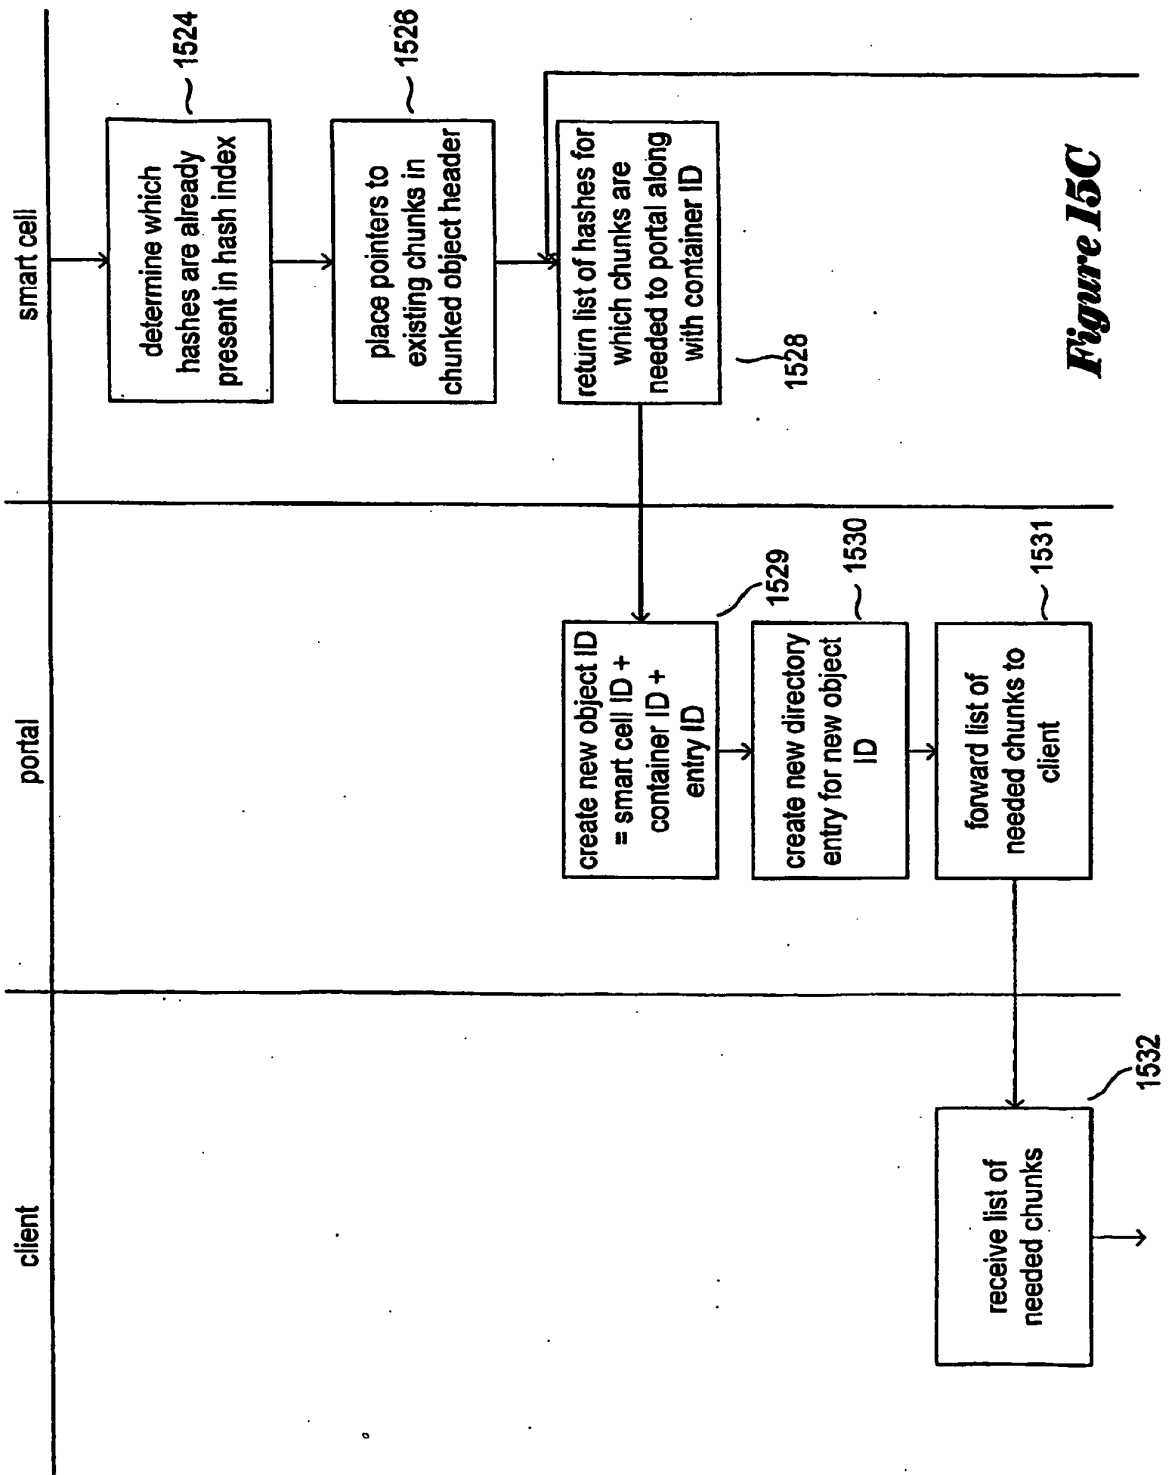 client
portal
smart cell
determine which
hashes are already
present in hash index
1524
place pointers to
existing chunks in
chunked object header
1526
return list of hashes for
which chunks are
needed to portal along
with container ID
1528
create new object ID
= smart cell ID +
container ID +
entry ID
1529
create new directory
entry for new object
ID
1530
forward list of
needed chunks to
client
1531
receive list of
needed chunks
1532
Figure 15C